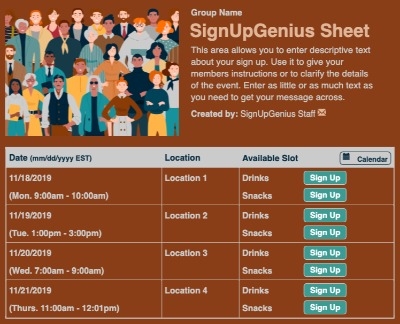 Group Name
SignUpGenius Sheet
This area allows you to enter descriptive text
about your sign up. Use it to give your
members instructions or to clarify the details
of the event. Enter as little or as much text as
you need to get your message across.
Created by: SignUpGenius Staff
Date (mm/dd/yyyy EST) Location Available Slot Calendar
11/18/2019 Location 1 Drinks Sign Up
(Mon. 9:00am - 10:00am) Snacks Sign Up
11/19/2019 Location 2 Drinks Sign Up
(Tue. 1:00pm - 3:00pm) Snacks Sign Up
11/20/2019 Location 3 Drinks Sign Up
(Wed. 7:00am - 9:00am) Snacks Sign Up
11/21/2019 Location 4 Drinks Sign Up
(Thurs. 11:00am - 12:01pm) Snacks Sign Up